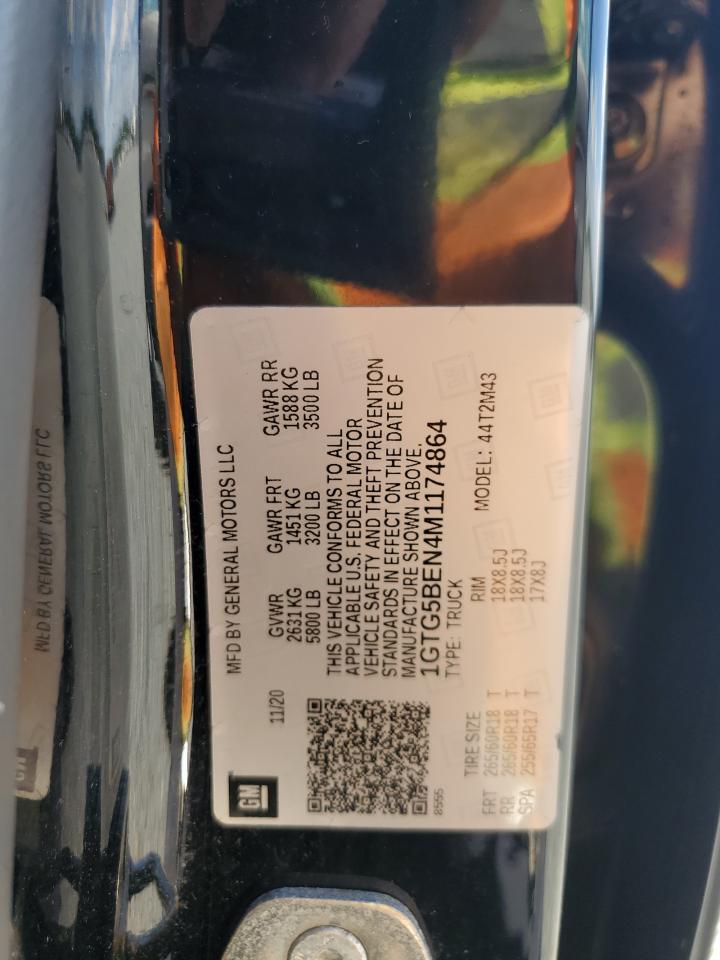 GM
MFD BY GENERAL MOTORS LLC
11/20 GVWR GAWR FRT GAWR RR
2631 KG 1451 KG 1588 KG
5800 LB 3200 LB 3500 LB
THIS VEHICLE CONFORMS TO ALL
APPLICABLE U.S. FEDERAL MOTOR
VEHICLE SAFETY AND THEFT PREVENTION
STANDARDS IN EFFECT ON THE DATE OF
MANUFACTURE SHOWN ABOVE.
1GTG5BEN4M1174864
8555 TYPE: TRUCK
TIRE SIZE RIM MODEL: 44T2M43
FRT 265/60R18 T 18X8.5J
RR 265/60R18 T 18X8.5J
SPA 255/65R17 T 17X8J
MFD BY GENERAL MOTORS LLC